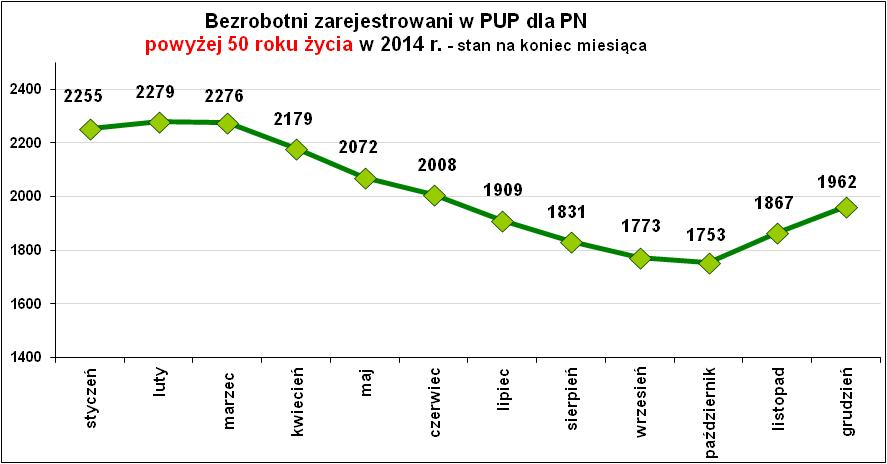 Bezrobotni zarejestrowani w PUP dla PN
powyżej 50 roku życia w 2014 r. - stan na koniec miesiąca
2400
2200
2000
1800
1600
1400
2255
2279
2276
2179
2072
2008
1909
1831
1773
1753
1867
1962
styczeń
luty
marzec
kwiecień
maj
czerwiec
lipiec
sierpień
wrzesień
październik
listopad
grudzień